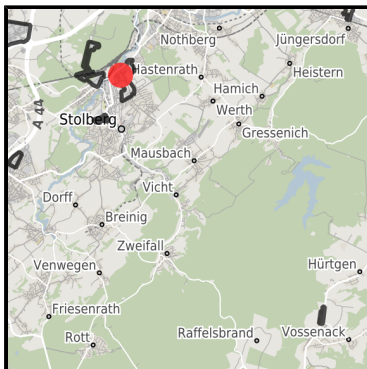 Nothberg
Jüngersdorf
Hastenrath
Heistern
Hamich
A 44
Werth
Stolberg
Gressenich
Mausbach
Vicht
Dorff
Breinig
Zweifall
Venwegen
Hürtgen
Friesenrath
Raffelsbrand
Vossenack
Rott